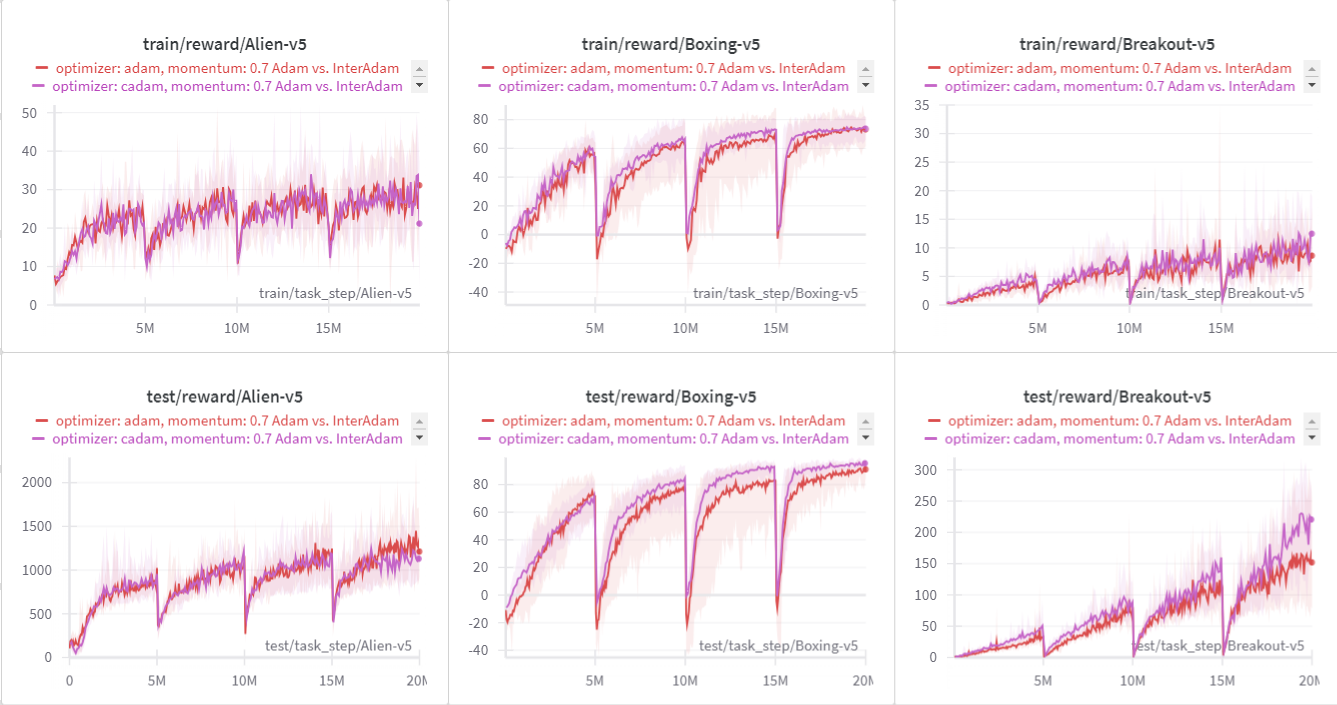 train/reward/Alien-v5
optimizer: adam, momentum: 0.7 Adam vs. InterAdam
optimizer: cadam, momentum: 0.7 Adam vs. InterAdam
50
40
30
20
10
0
train/task_step/Alien-v5
5M 10M 15M
train/reward/Boxing-v5
optimizer: adam, momentum: 0.7 Adam vs. InterAdam
optimizer: cadam, momentum: 0.7 Adam vs. InterAdam
80
60
40
20
0
-20
-40
train/task_step/Boxing-v5
5M 10M 15M
train/reward/Breakout-v5
optimizer: adam, momentum: 0.7 Adam vs. InterAdam
optimizer: cadam, momentum: 0.7 Adam vs. InterAdam
35
30
25
20
15
10
5
0
train/task_step/Breakout-v5
5M 10M 15M
test/reward/Alien-v5
optimizer: adam, momentum: 0.7 Adam vs. InterAdam
optimizer: cadam, momentum: 0.7 Adam vs. InterAdam
2000
1500
1000
500
0
test/task_step/Alien-v5
0 5M 10M 15M 20M
test/reward/Boxing-v5
optimizer: adam, momentum: 0.7 Adam vs. InterAdam
optimizer: cadam, momentum: 0.7 Adam vs. InterAdam
80
60
40
20
0
-20
-40
test/task_step/Boxing-v5
5M 10M 15M 20M
test/reward/Breakout-v5
optimizer: adam, momentum: 0.7 Adam vs. InterAdam
optimizer: cadam, momentum: 0.7 Adam vs. InterAdam
300
250
200
150
100
50
0
test/task_step/Breakout-v5
5M 10M 15M 20M